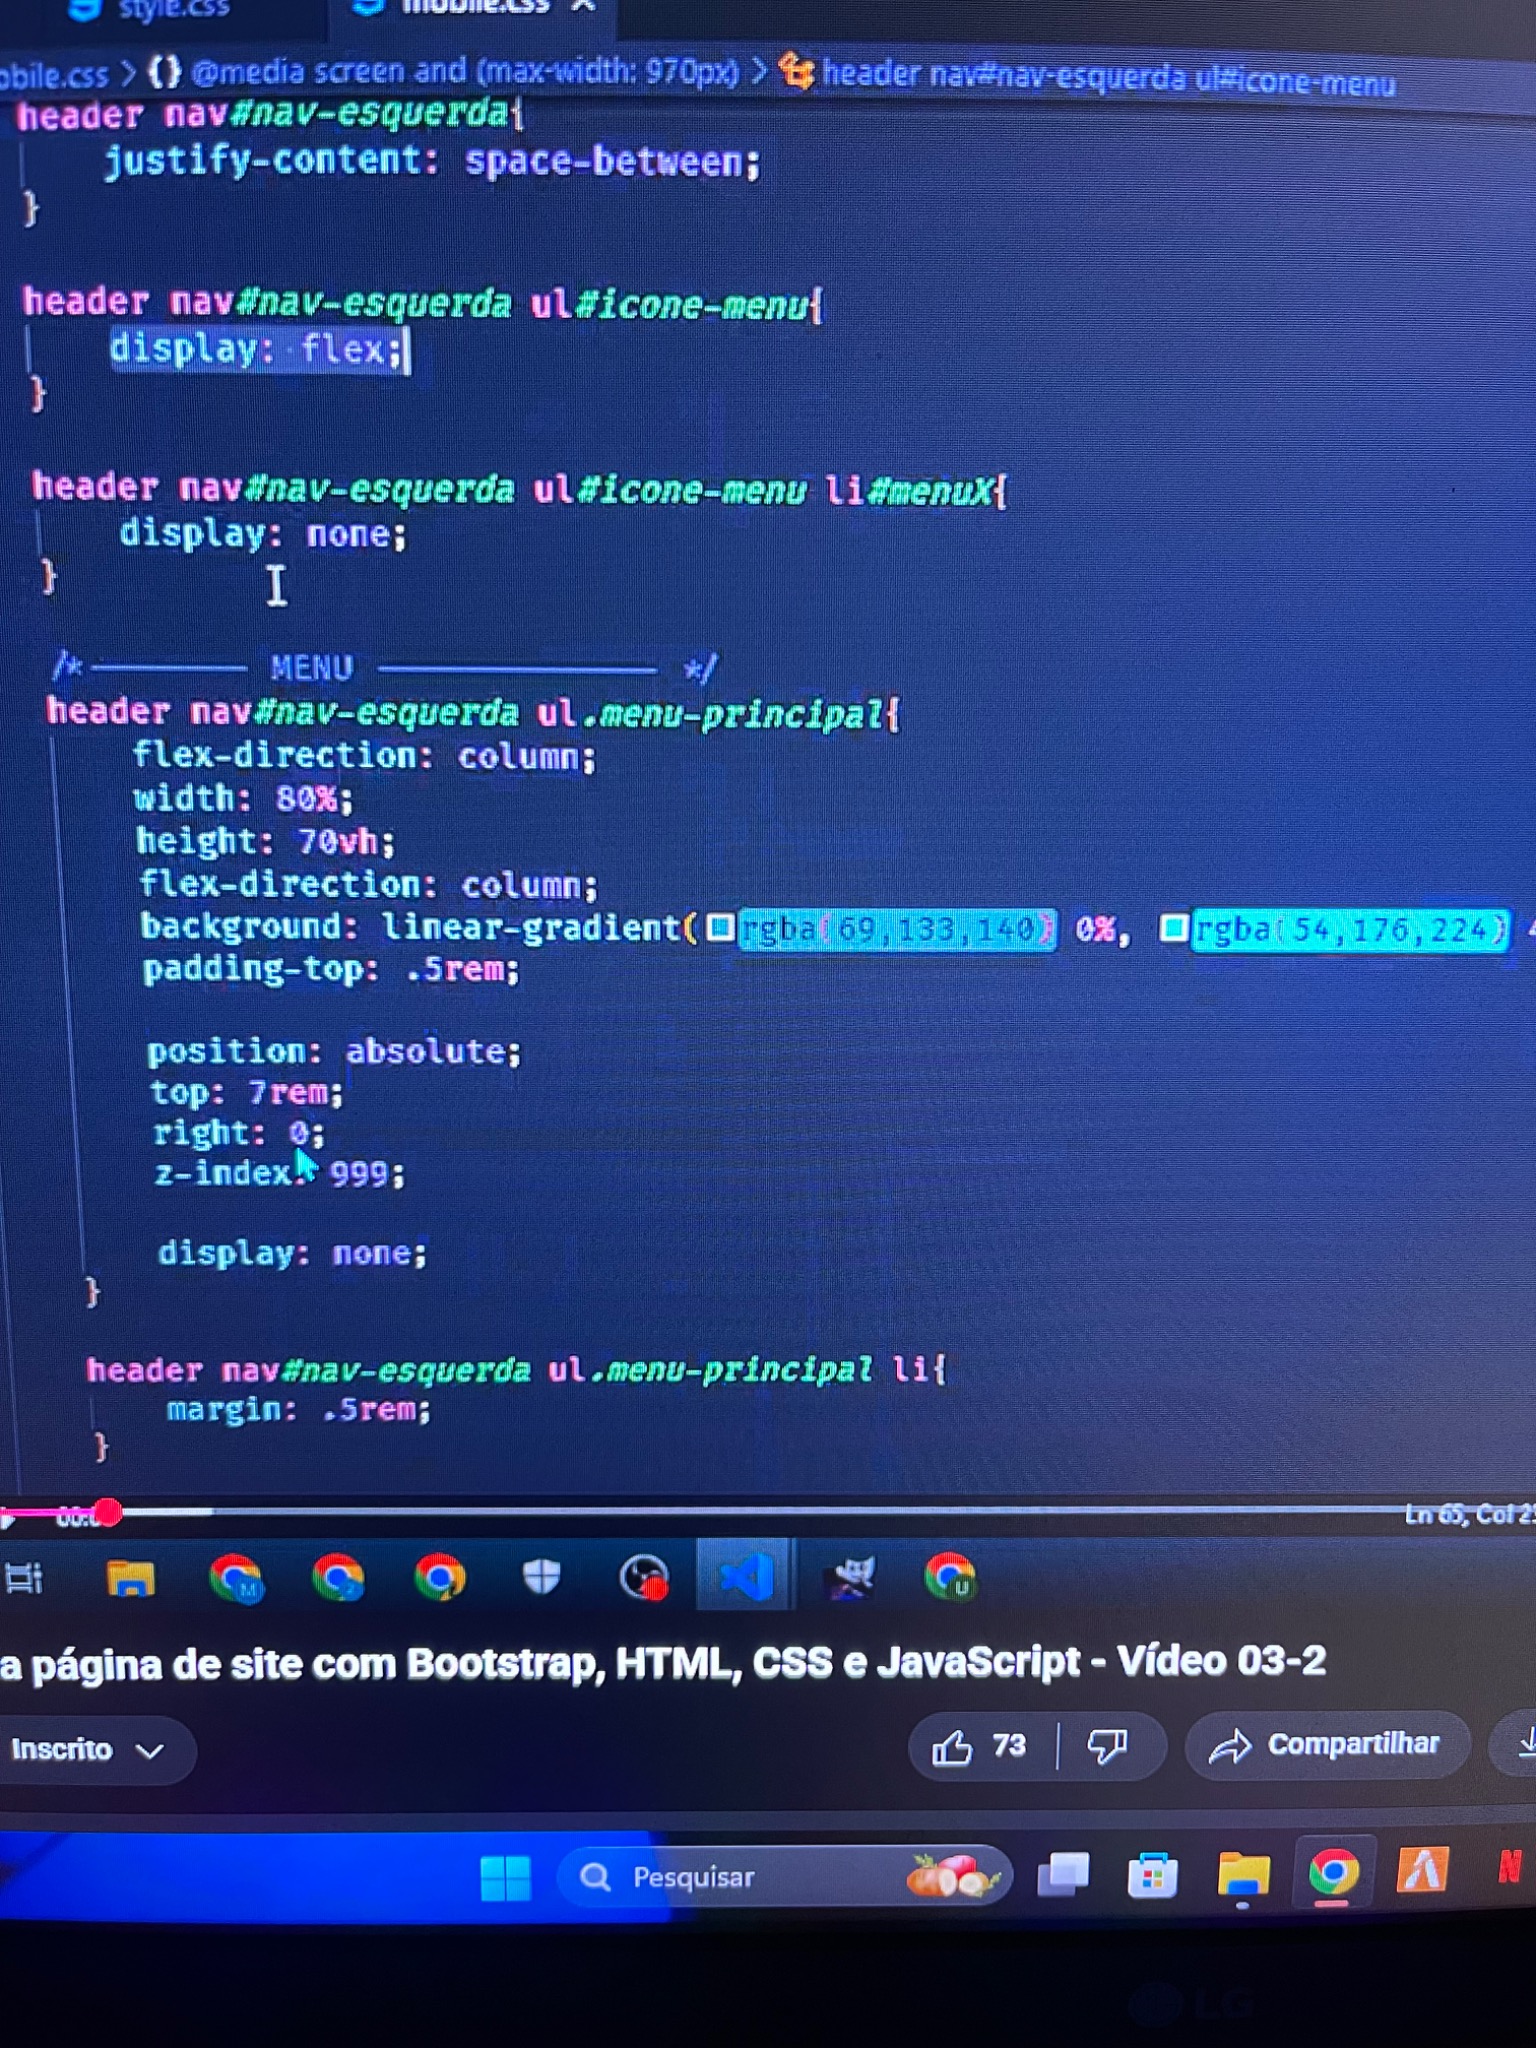 style.css mobile.css
obile.css > {} @media screen and (max-width: 970px) > header nav#nav-esquerda ul#icone-menu
header nav#nav-esquerda{
justify-content: space-between;
}
header nav#nav-esquerda ul#icone-menu{
display: flex;
}
header nav#nav-esquerda ul#icone-menu li#menuX{
display: none;
}
/* MENU */
header nav#nav-esquerda ul.menu-principal{
flex-direction: column;
width: 80%;
height: 70vh;
flex-direction: column;
background: linear-gradient(rgba(69,133,140) 0%, rgba(54,176,224)
padding-top: .5rem;
position: absolute;
top: 7rem;
right: 0;
z-index: 999;
display: none;
}
header nav#nav-esquerda ul.menu-principal li{
margin: .5rem;
}
Ln 65, Col 2
a página de site com Bootstrap, HTML, CSS e JavaScript - Vídeo 03-2
Inscrito
73
Compartilhar
Pesquisar
LG